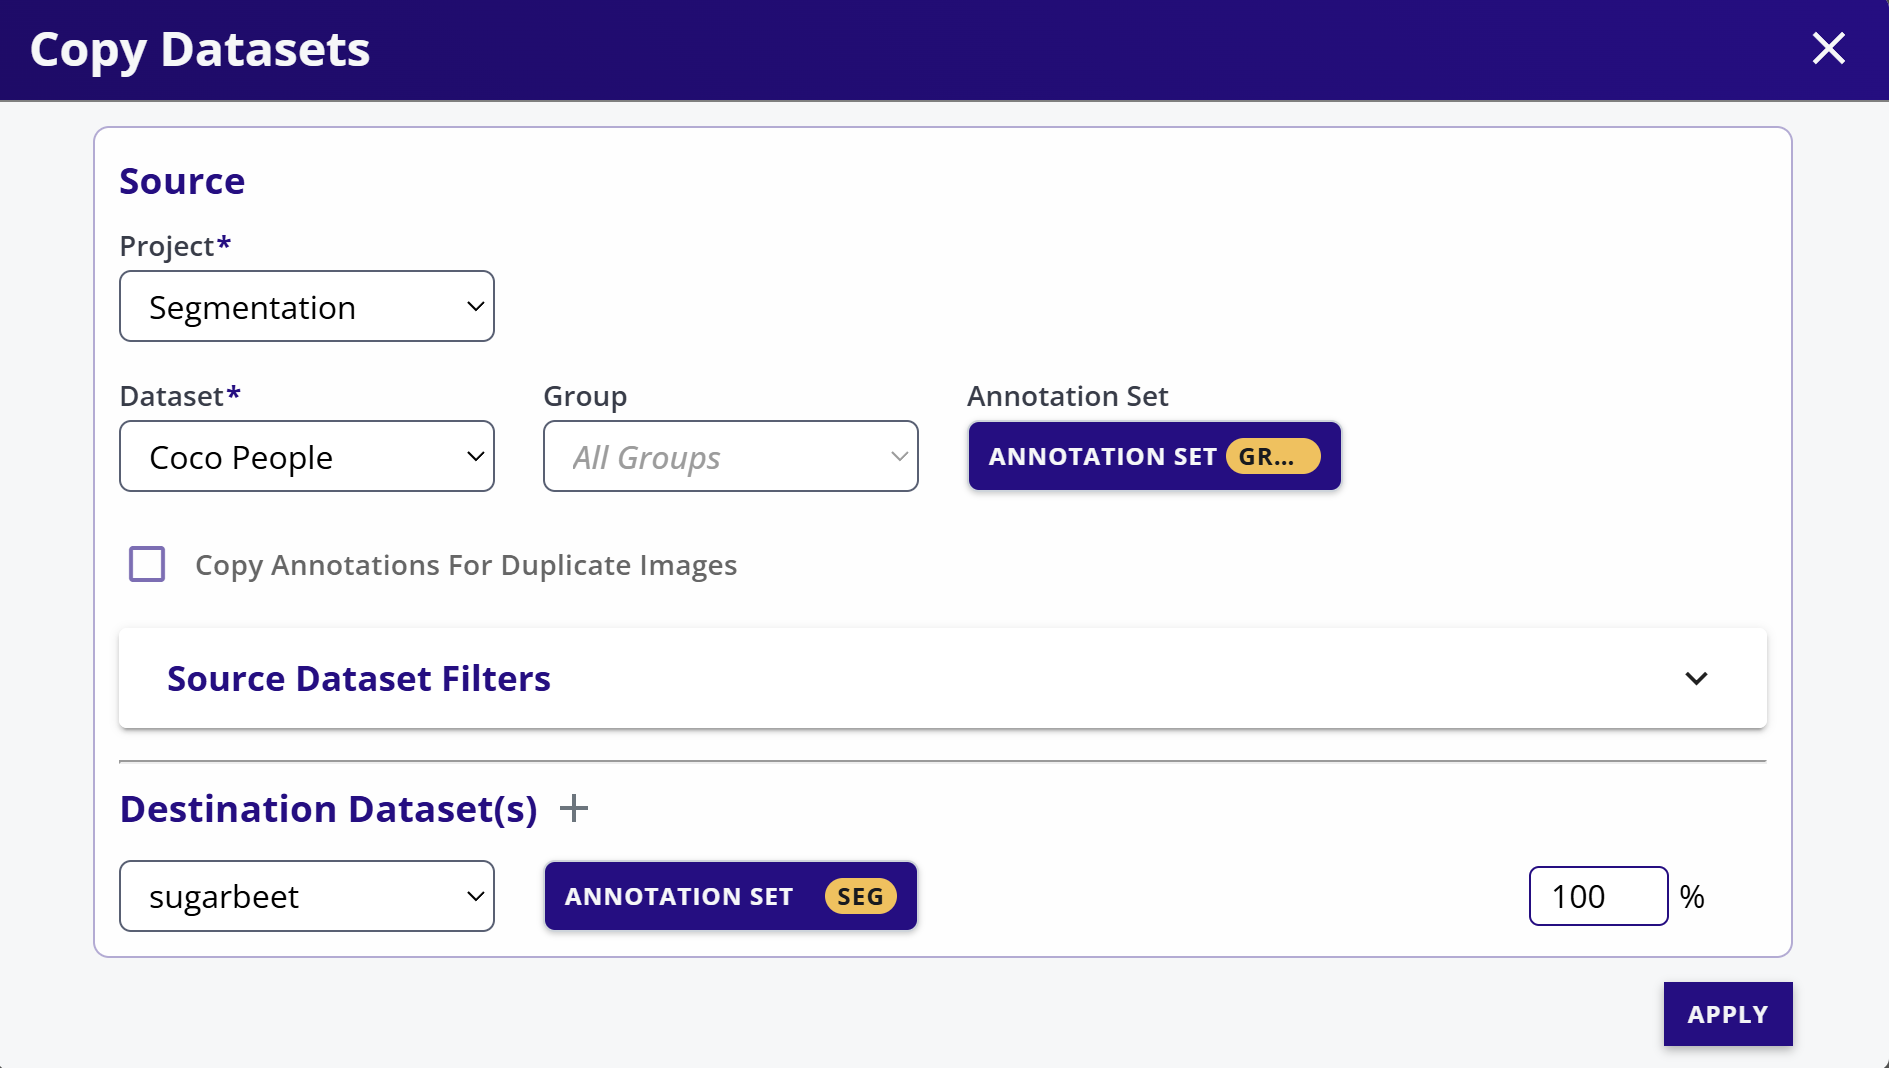 Copy Datasets
Source
Project*
Segmentation
Dataset* Group Annotation Set
Coco People All Groups ANNOTATION SET GR...
Copy Annotations For Duplicate Images
Source Dataset Filters
Destination Dataset(s) +
sugarbeet ANNOTATION SET SEG 100 %
APPLY